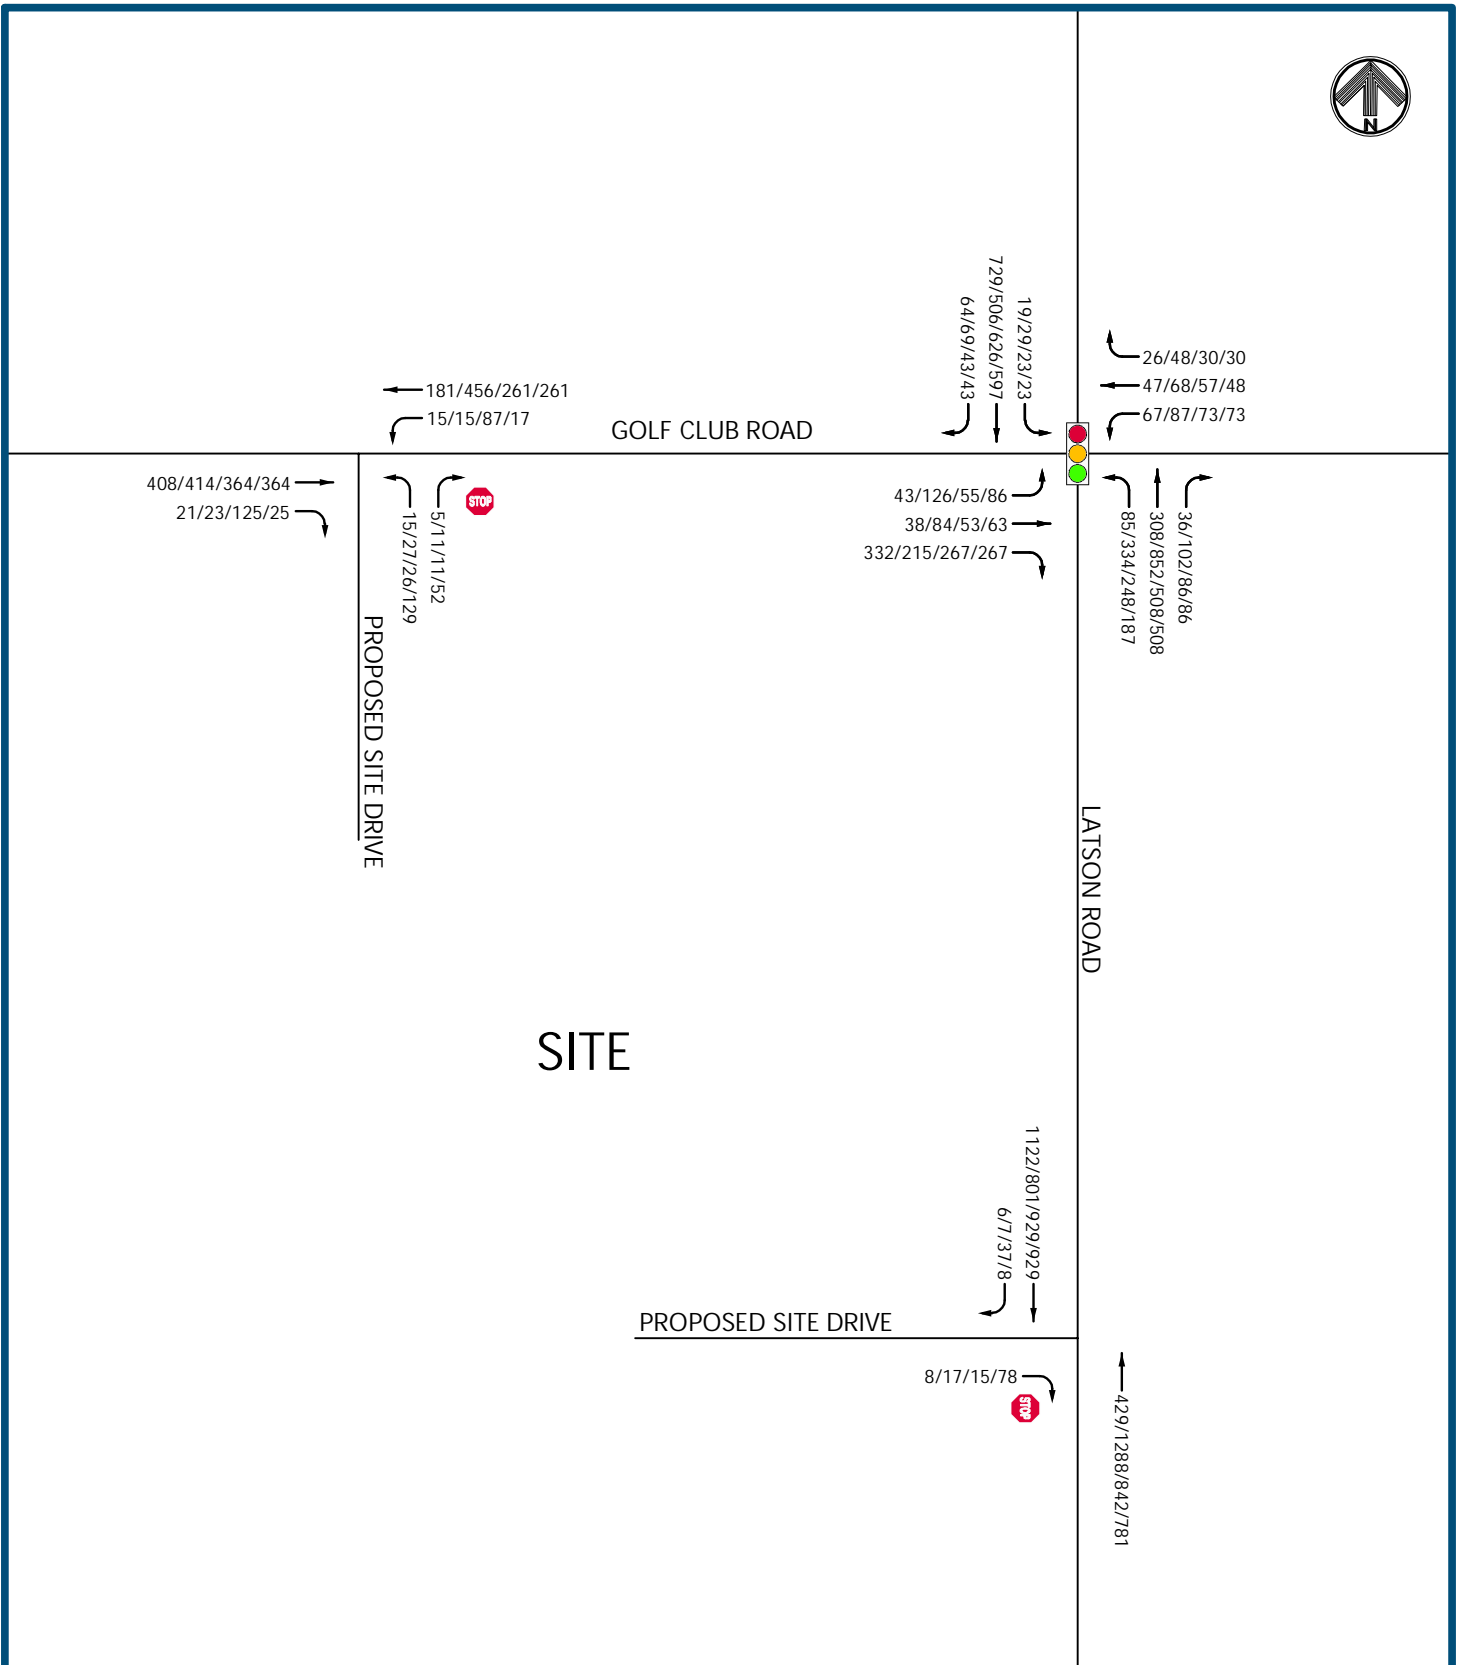 N
729/506/626/597
19/29/23/23
64/69/43/43
26/48/30/30
47/68/57/48
67/87/73/73
181/456/261/261
15/15/87/17
GOLF CLUB ROAD
408/414/364/364
21/23/125/25
15/27/26/129
5/11/11/52
STOP
43/126/55/86
38/84/53/63
332/215/267/267
85/334/248/187
308/852/508/508
36/102/86/86
PROPOSED SITE DRIVE
LATSON ROAD
SITE
1122/801/929/929
6/7/37/8
PROPOSED SITE DRIVE
8/17/15/78
STOP
429/1288/842/781